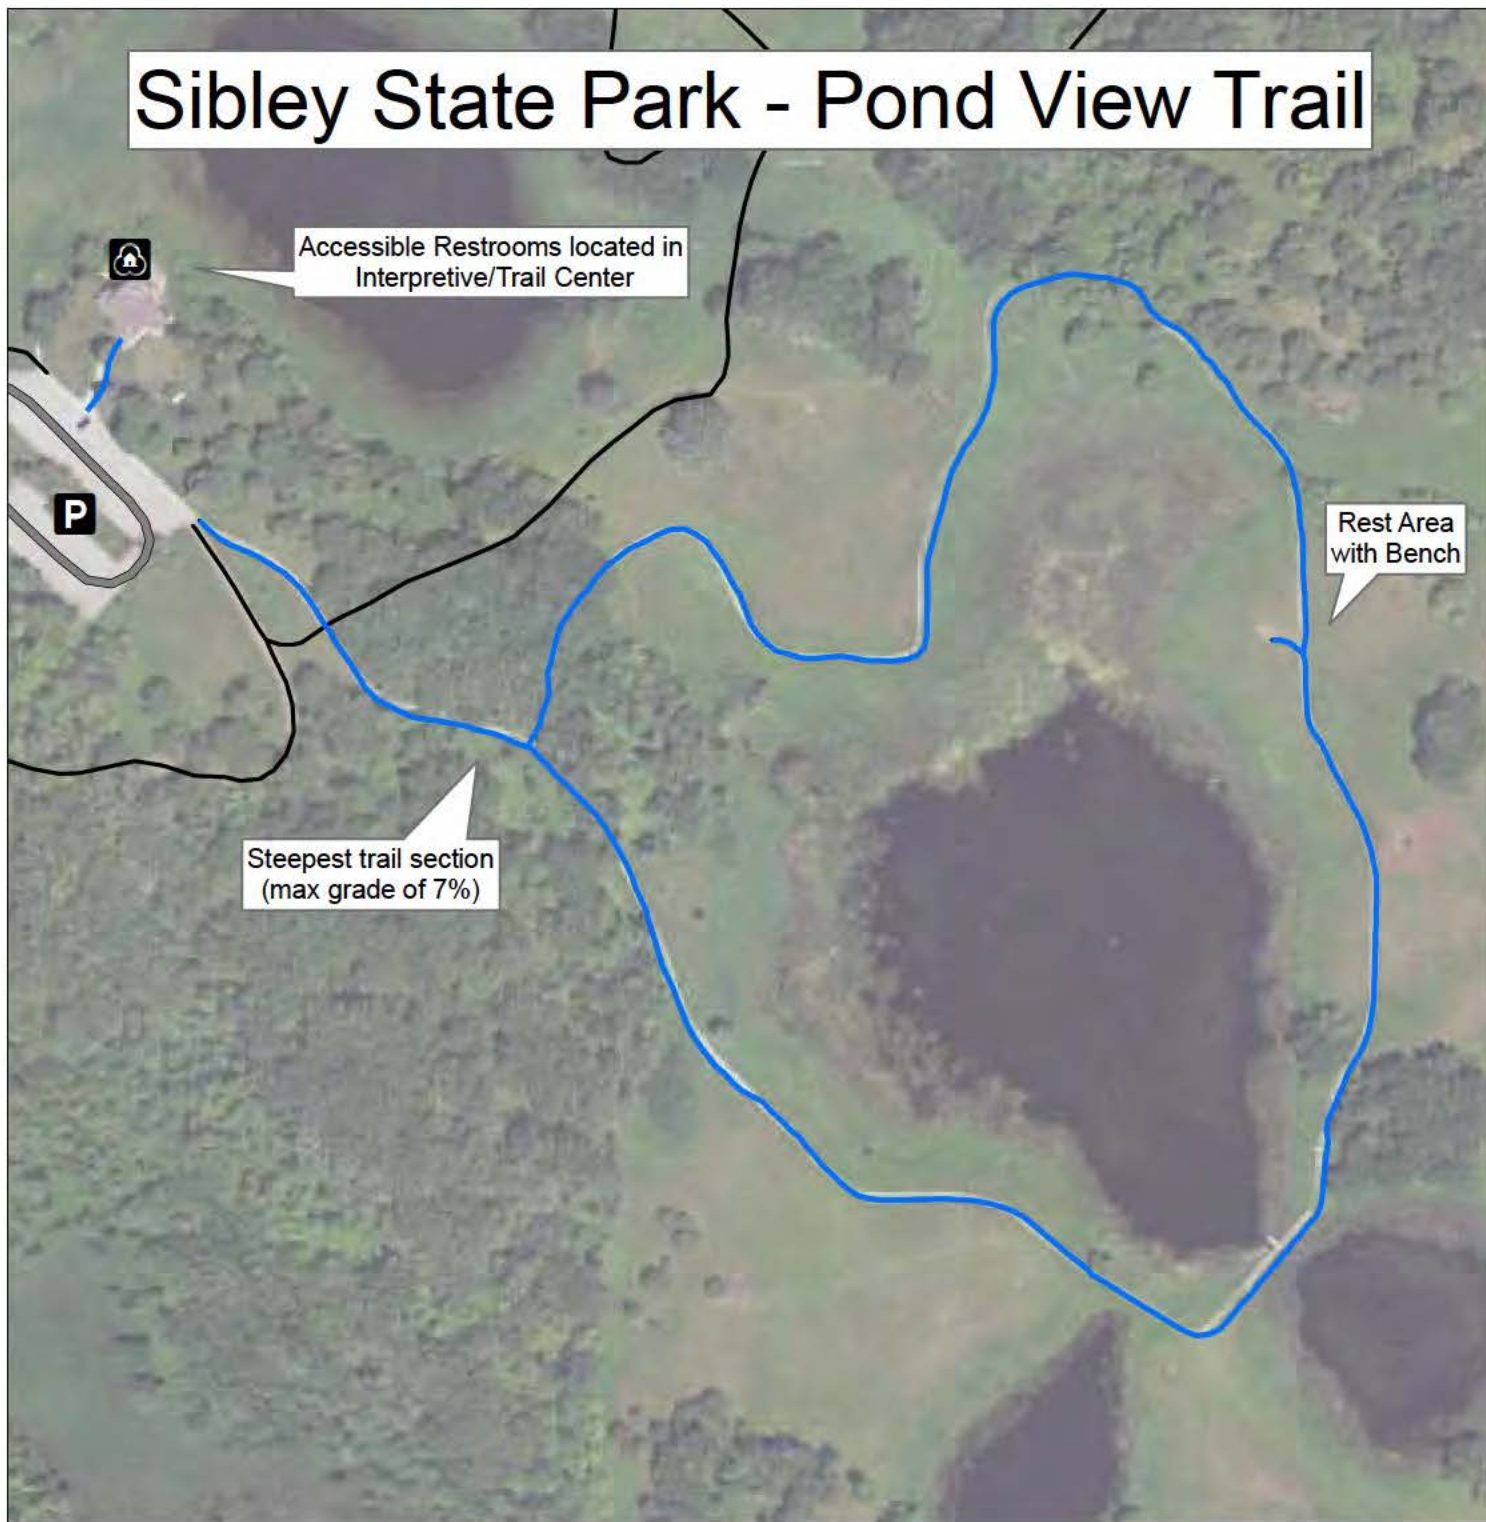 Sibley State Park - Pond View Trail
Accessible Restrooms located in
Interpretive/Trail Center
P
Rest Area
with Bench
Steepest trail section
(max grade of 7%)